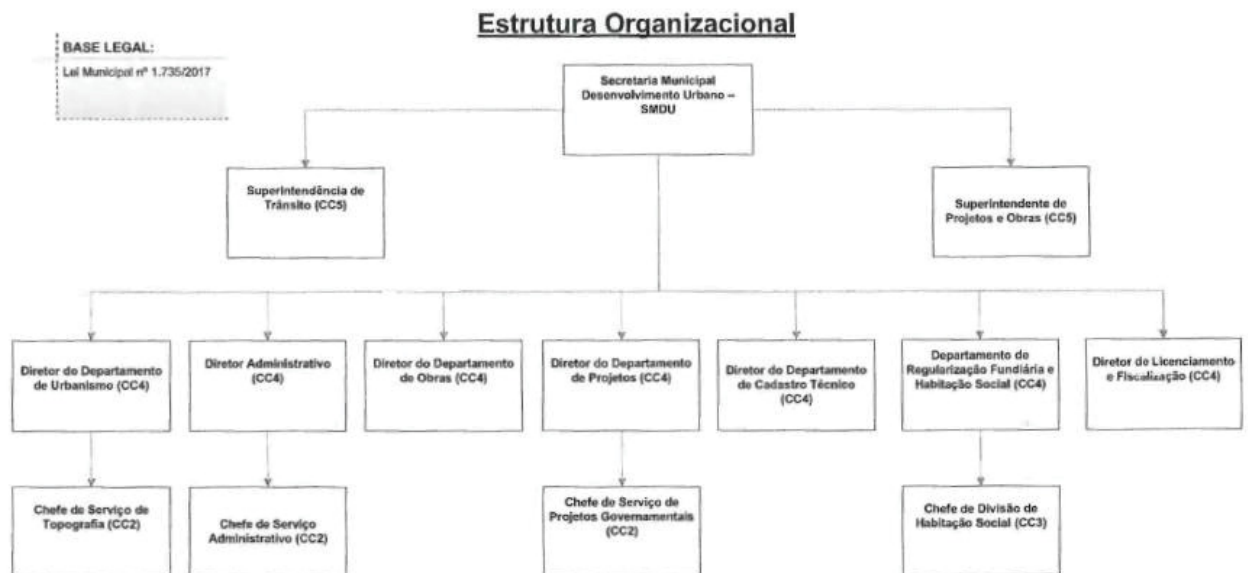 Estrutura Organizacional
BASE LEGAL:
Lei Municipal nº 1.735/2017
Secretaria Municipal
Desenvolvimento Urbano –
SMDU
Superintendência de
Trânsito (CC5)
Superintendente de
Projetos e Obras (CC5)
Diretor do Departamento
de Urbanismo (CC4)
Diretor Administrativo
(CC4)
Diretor do Departamento
de Obras (CC4)
Diretor do Departamento
de Projetos (CC4)
Diretor do Departamento
de Cadastro Técnico
(CC4)
Departamento de
Regularização Fundiária e
Habitação Social (CC4)
Diretor de Licenciamento
e Fiscalização (CC4)
Chefe de Serviço de
Topografia (CC2)
Chefe de Serviço
Administrativo (CC2)
Chefe de Serviço de
Projetos Governamentais
(CC2)
Chefe de Divisão de
Habitação Social (CC3)